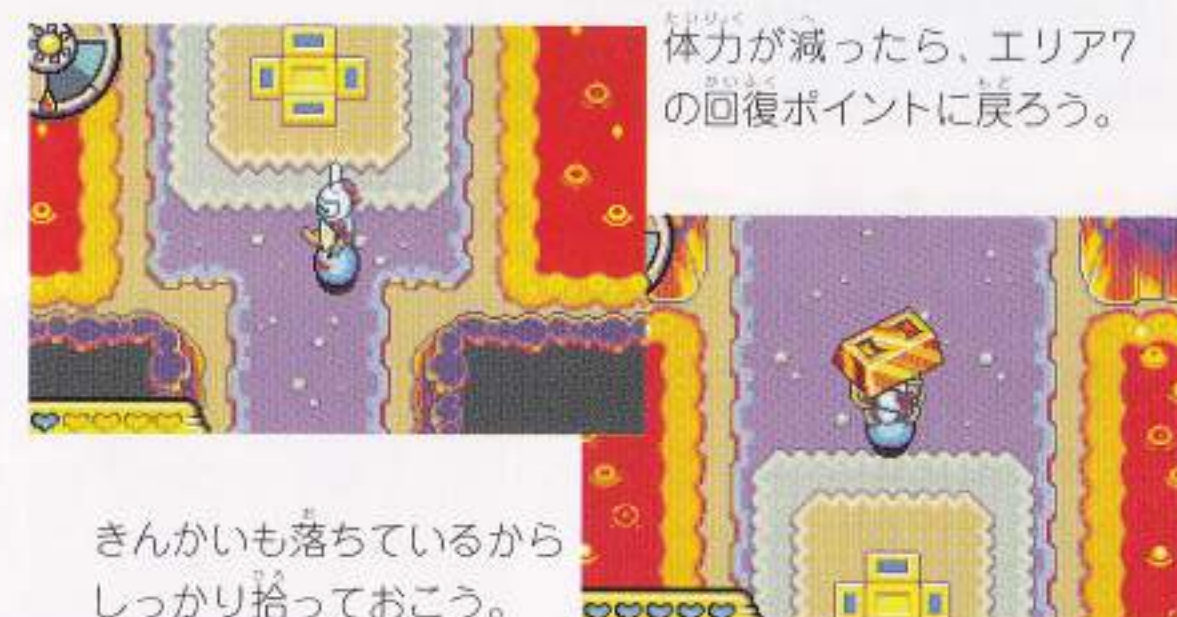 体力が減ったら、エリア7
の回復ポイントに戻ろう。
きんかいも落ちているから
しっかり拾っておこう。